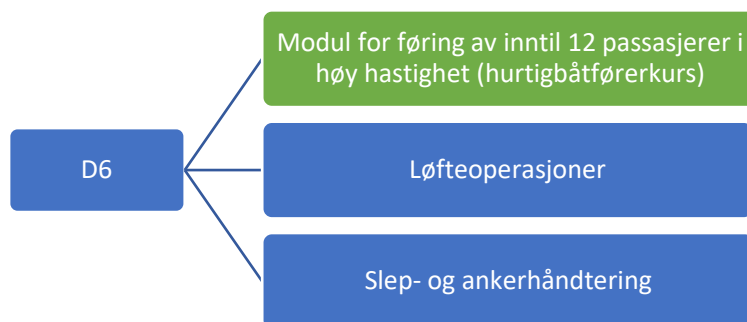 Modul for føring av inntil 12 passasjerer i
høy hastighet (hurtigbåtførerkurs)
D6
Løfteoperasjoner
Slep- og ankerhåndtering